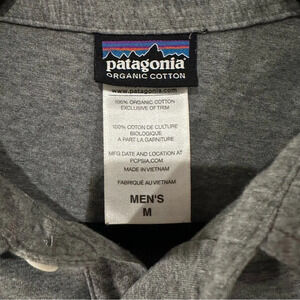 patagonia
ORGANIC COTTON
www.patagonia.com
100% ORGANIC COTTON
EXCLUSIVE OF TRIM
100% COTON DE CULTURE
BIOLOGIQUE
A PART LA GARNITURE
MFG DATE AND LOCATION AT
PCPSIA.COM
MADE IN VIETNAM
FABRIQUÉ AU VIETNAM
MEN'S
M